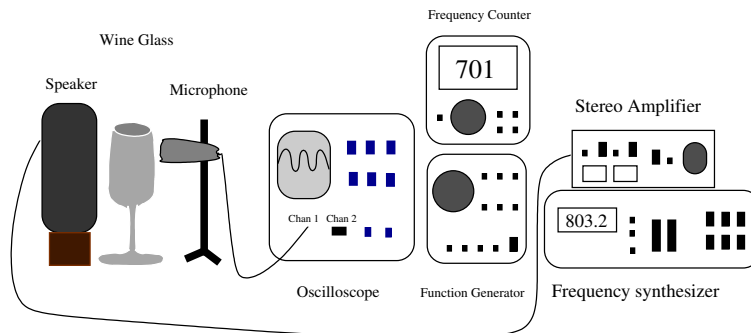 Frequency Counter
Wine Glass
701
Speaker
Microphone
Stereo Amplifier
Chan 1 Chan 2
803.2
Oscilloscope
Function Generator
Frequency synthesizer